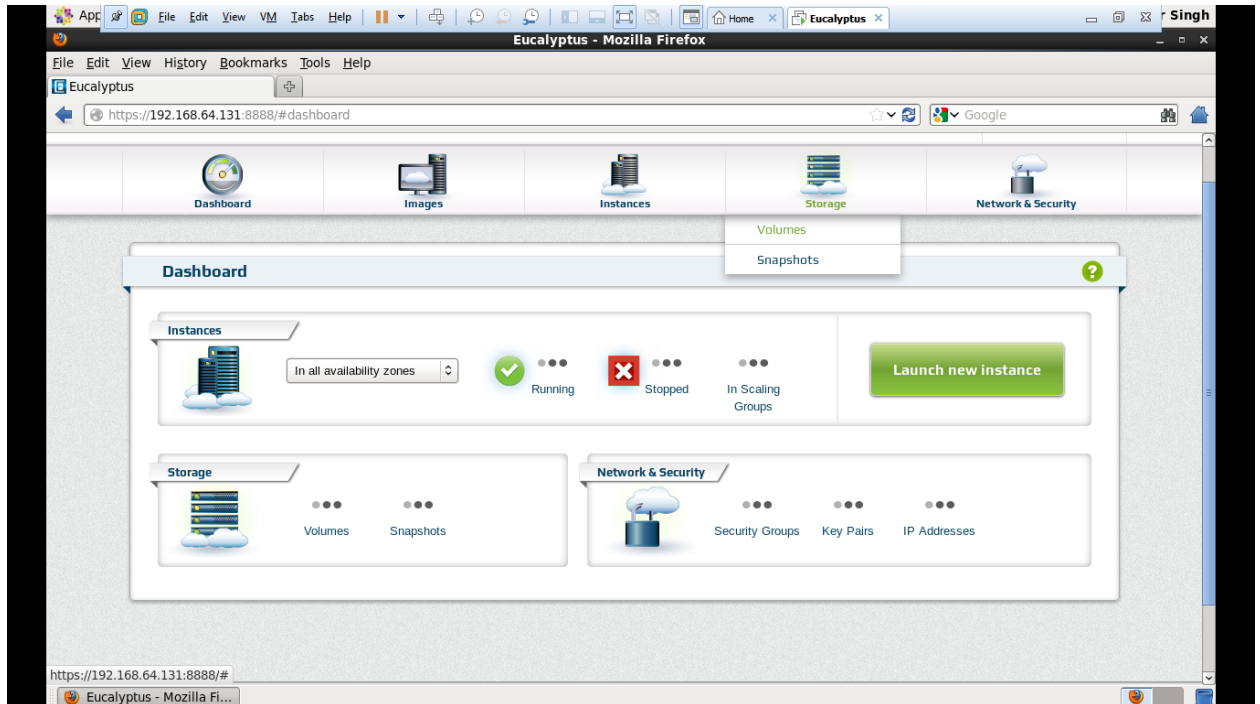 App File Edit View VM Tabs Help Home × Eucalyptus × r Singh
Eucalyptus - Mozilla Firefox
File Edit View History Bookmarks Tools Help
Eucalyptus
https://192.168.64.131:8888/#dashboard Google
Dashboard Images Instances Storage Network & Security
Volumes
Snapshots
Dashboard ?
Instances
In all availability zones
Running Stopped In Scaling Groups
Launch new instance
Storage
Volumes Snapshots
Network & Security
Security Groups Key Pairs IP Addresses
https://192.168.64.131:8888/#
Eucalyptus - Mozilla Fi...